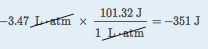 −3.47 L·atm × 101.32 J / 1 L·atm = −351 J